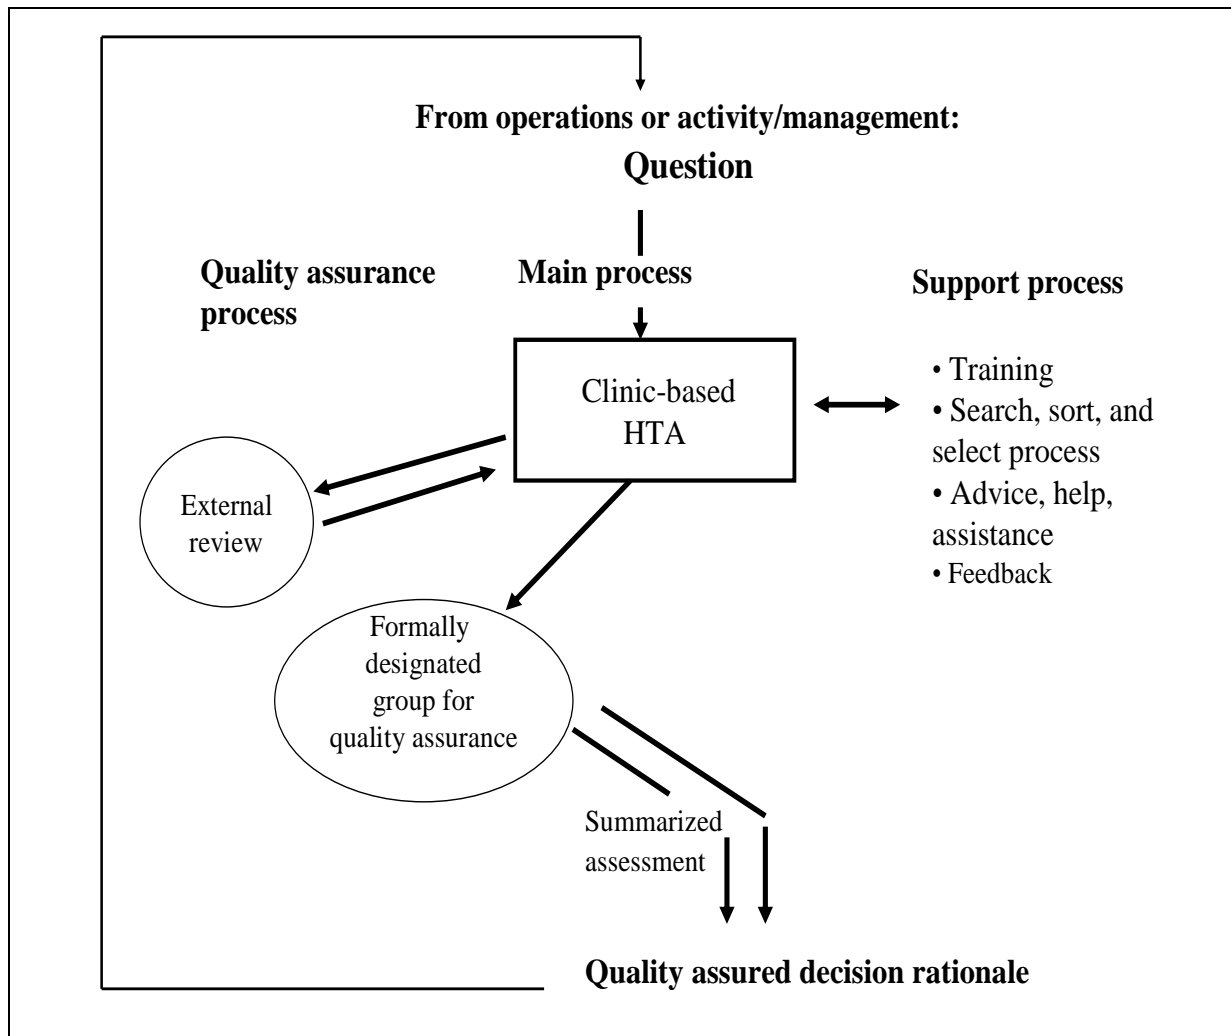 From operations or activity/management:
Question
Quality assurance
process
Main process
Support process
Clinic-based
HTA
• Training
• Search, sort, and
select process
• Advice, help,
assistance
• Feedback
External
review
Formally
designated
group for
quality assurance
Summarized
assessment
Quality assured decision rationale